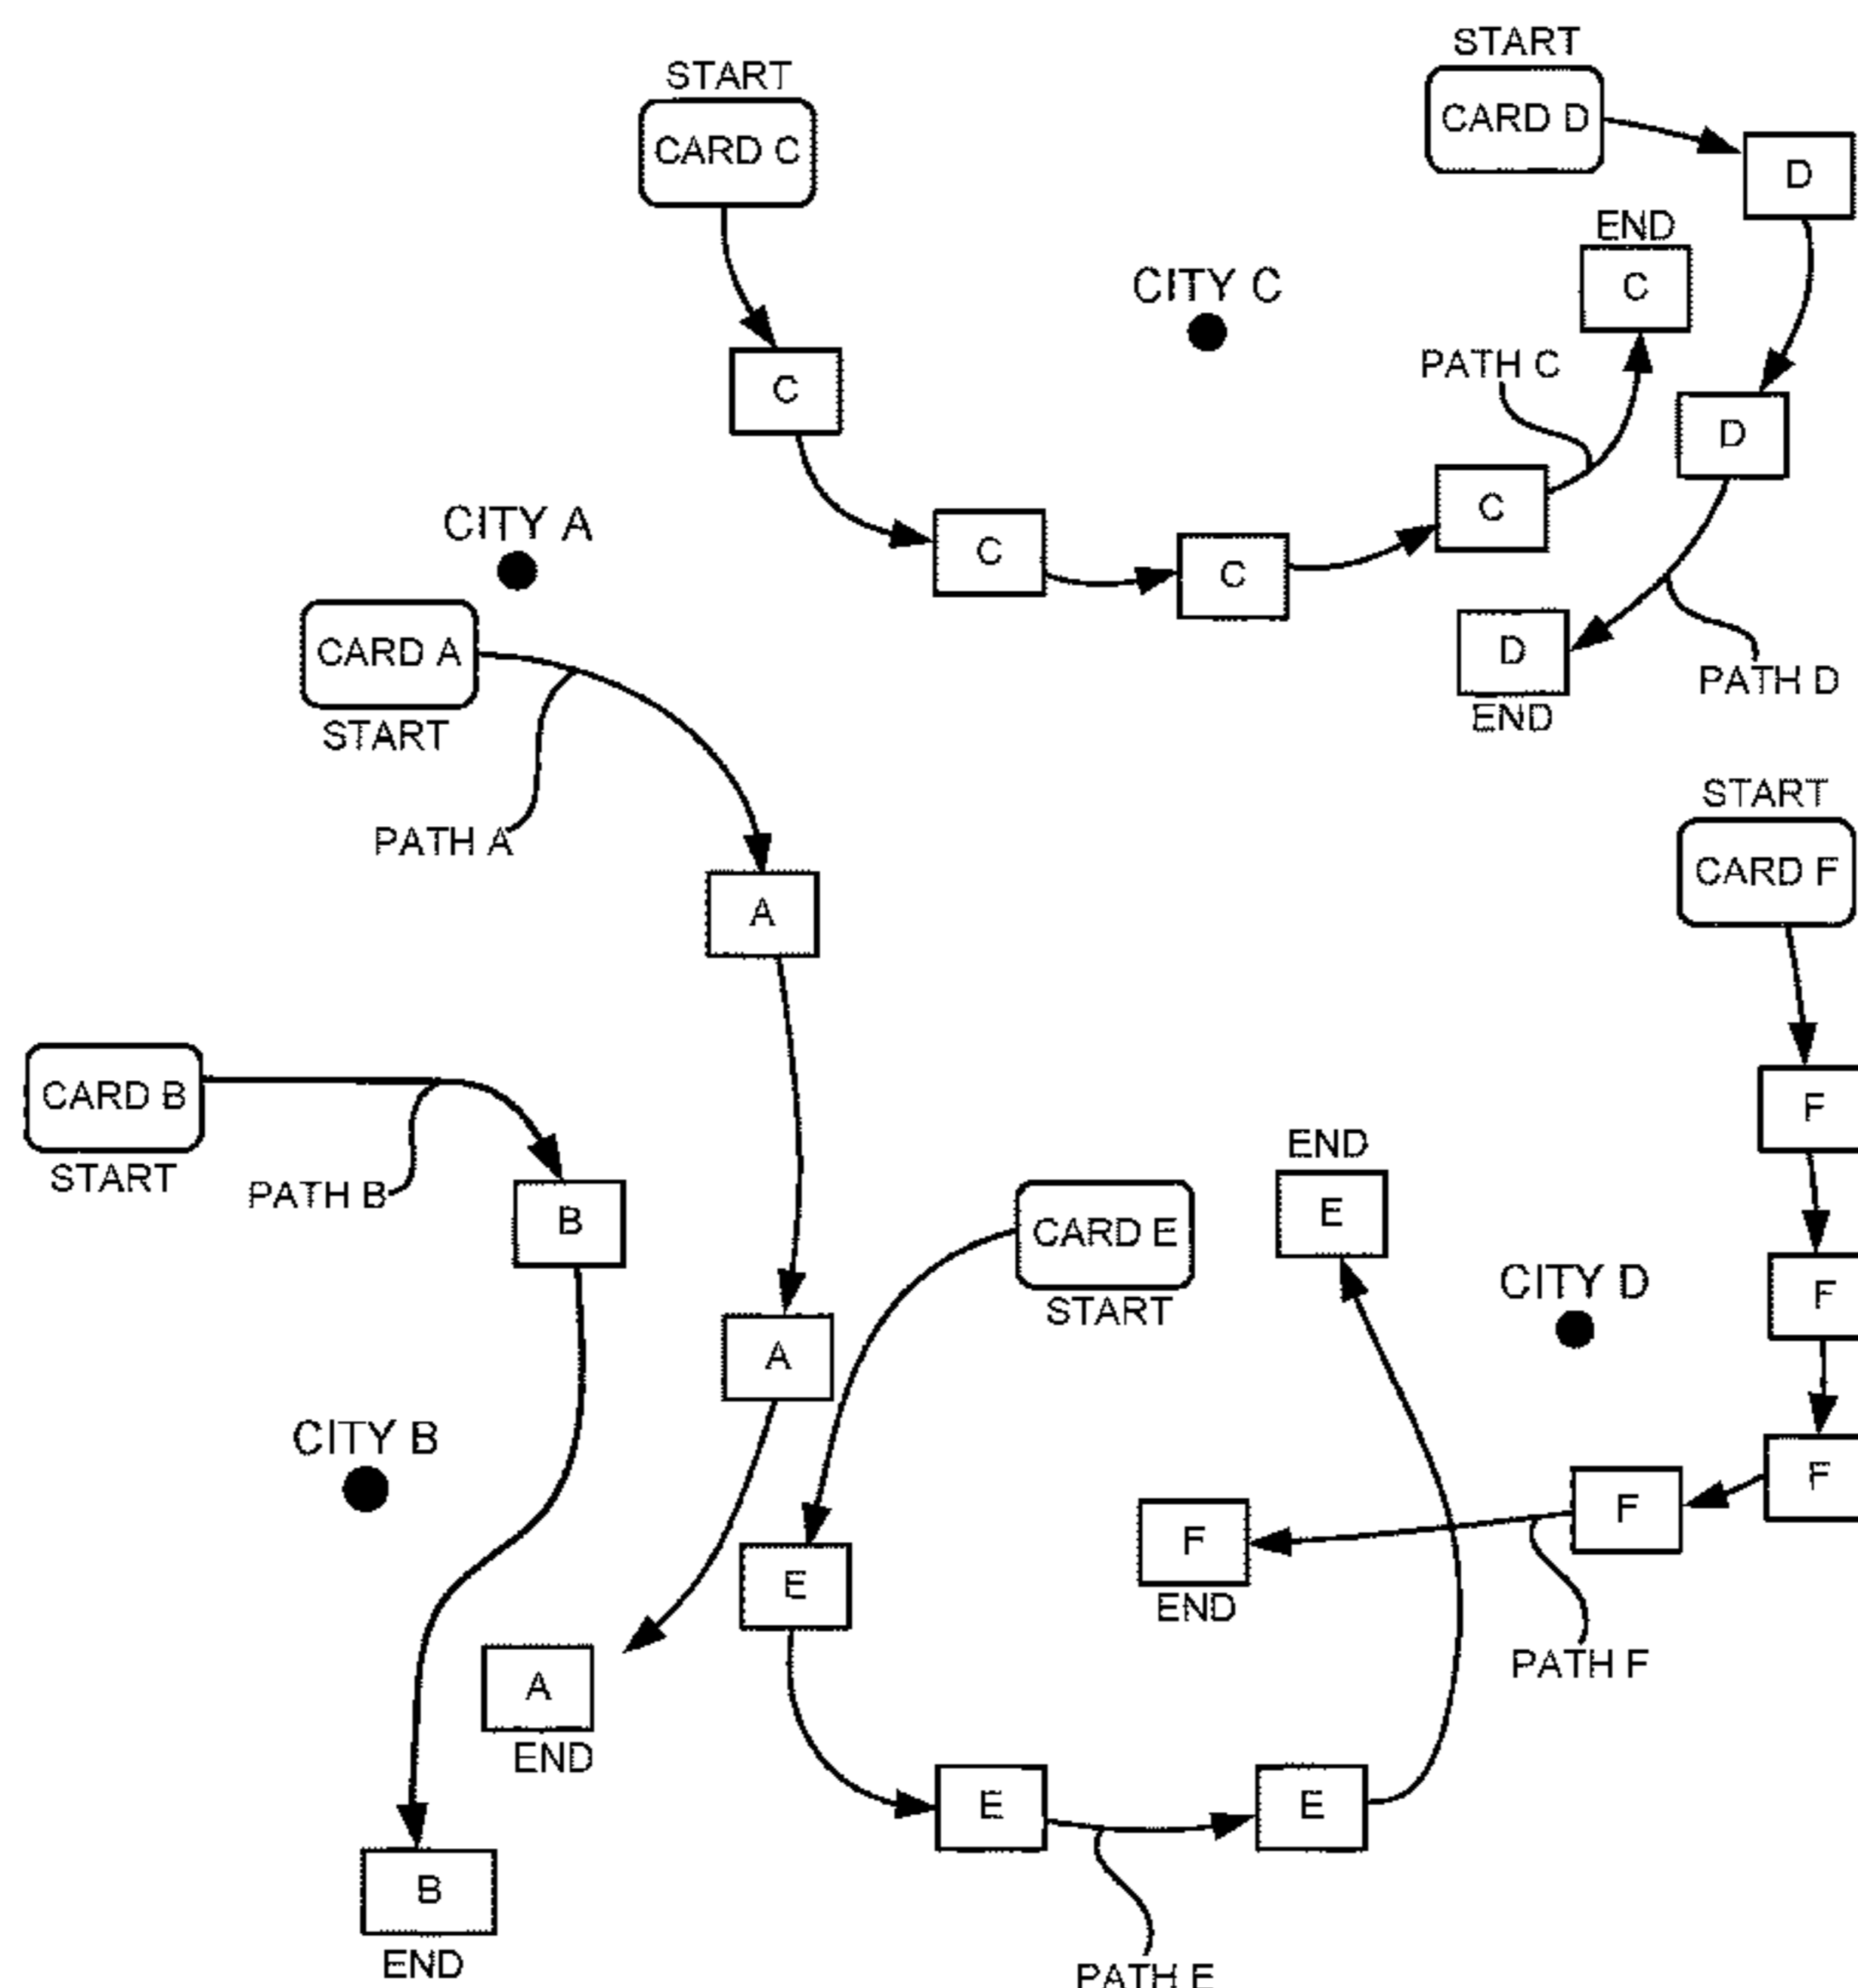 START
CARD D
START
CARD C
D
END
C
CITY C
PATH C
C
D
C
CITY A
C
C
D
END
PATH D
CARD A
START
START
CARD F
PATH A
A
CARD B
START
F
END
E
PATH B
B
CARD E
START
CITY D
F
A
CITY B
F
F
F
END
E
PATH F
A
END
E
E
B
END
PATH E